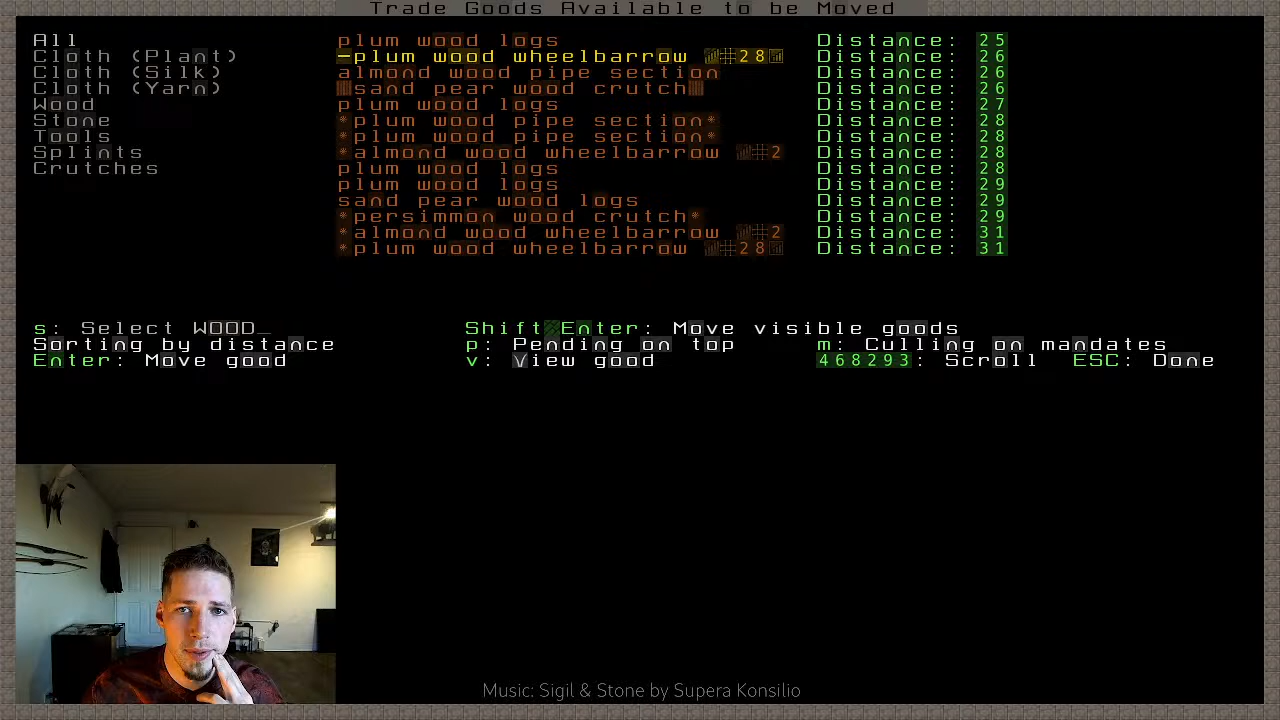 Trade Goods Available to be Moved
All
Cloth (Plant)
Cloth (Silk)
Cloth (Yarn)
Wood
Stone
Tools
Splints
Crutches
plum wood logs Distance: 25
-plum wood wheelbarrow #28 Distance: 26
almond wood pipe section Distance: 26
sand pear wood crutch Distance: 26
plum wood logs Distance: 27
*plum wood pipe section* Distance: 28
*plum wood pipe section* Distance: 28
*almond wood wheelbarrow #2 Distance: 28
plum wood logs Distance: 28
plum wood logs Distance: 29
sand pear wood logs Distance: 29
*persimmon wood crutch* Distance: 29
*almond wood wheelbarrow #2 Distance: 31
*plum wood wheelbarrow #28 Distance: 31
s: Select WOOD_ Shift Enter: Move visible goods
Sorting by distance p: Pending on top m: Culling on mandates
Enter: Move good v: View good 468293: Scroll ESC: Done
Music: Sigil & Stone by Supera Konsilio